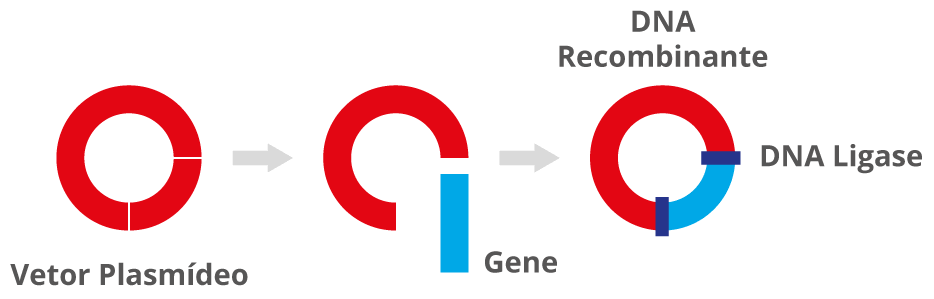 DNA
Recombinante
DNA Ligase
Gene
Vetor Plasmídeo